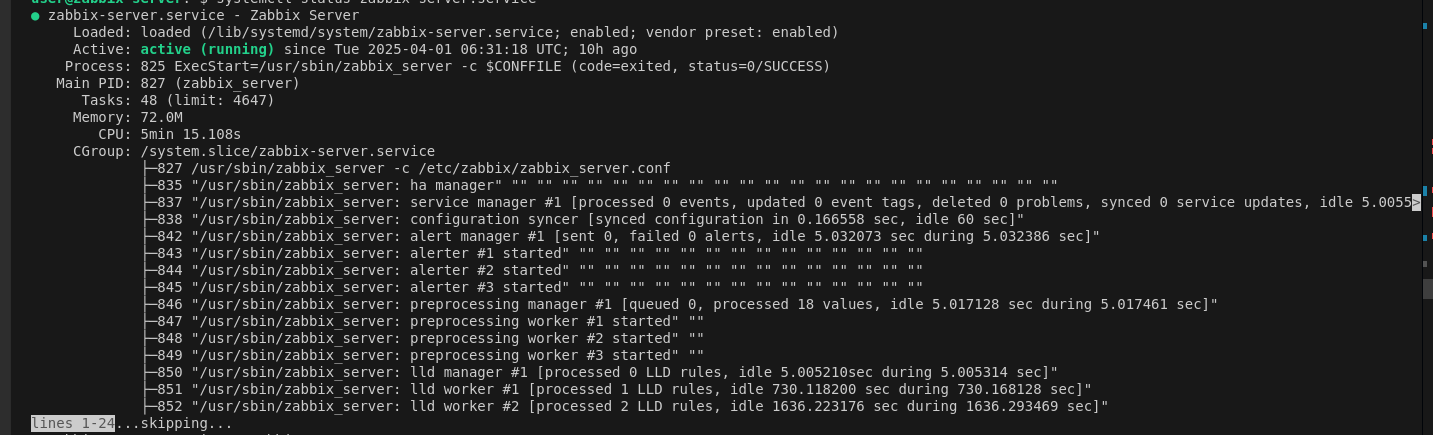 ● zabbix-server.service - Zabbix Server
Loaded: loaded (/lib/systemd/system/zabbix-server.service; enabled; vendor preset: enabled)
Active: active (running) since Tue 2025-04-01 06:31:18 UTC; 10h ago
Process: 825 ExecStart=/usr/sbin/zabbix_server -c $CONFFILE (code=exited, status=0/SUCCESS)
Main PID: 827 (zabbix_server)
Tasks: 48 (limit: 4647)
Memory: 72.0M
CPU: 5min 15.108s
CGroup: /system.slice/zabbix-server.service
├─827 /usr/sbin/zabbix_server -c /etc/zabbix/zabbix_server.conf
├─835 "/usr/sbin/zabbix_server: ha manager" "" "" "" "" "" "" "" "" "" "" "" "" "" "" "" "" "" "" "" "" "" ""
├─837 "/usr/sbin/zabbix_server: service manager #1 [processed 0 events, updated 0 event tags, deleted 0 problems, synced 0 service updates, idle 5.0055>
├─838 "/usr/sbin/zabbix_server: configuration syncer [synced configuration in 0.166558 sec, idle 60 sec]"
├─842 "/usr/sbin/zabbix_server: alert manager #1 [sent 0, failed 0 alerts, idle 5.032073 sec during 5.032386 sec]"
├─843 "/usr/sbin/zabbix_server: alerter #1 started" "" "" "" "" "" "" "" "" "" "" "" "" "" ""
├─844 "/usr/sbin/zabbix_server: alerter #2 started" "" "" "" "" "" "" "" "" "" "" "" "" "" ""
├─845 "/usr/sbin/zabbix_server: alerter #3 started" "" "" "" "" "" "" "" "" "" "" "" "" "" ""
├─846 "/usr/sbin/zabbix_server: preprocessing manager #1 [queued 0, processed 18 values, idle 5.017128 sec during 5.017461 sec]"
├─847 "/usr/sbin/zabbix_server: preprocessing worker #1 started" ""
├─848 "/usr/sbin/zabbix_server: preprocessing worker #2 started" ""
├─849 "/usr/sbin/zabbix_server: preprocessing worker #3 started" ""
├─850 "/usr/sbin/zabbix_server: lld manager #1 [processed 0 LLD rules, idle 5.005210sec during 5.005314 sec]"
├─851 "/usr/sbin/zabbix_server: lld worker #1 [processed 1 LLD rules, idle 730.118200 sec during 730.168128 sec]"
├─852 "/usr/sbin/zabbix_server: lld worker #2 [processed 2 LLD rules, idle 1636.223176 sec during 1636.293469 sec]"
lines 1-24...skipping...